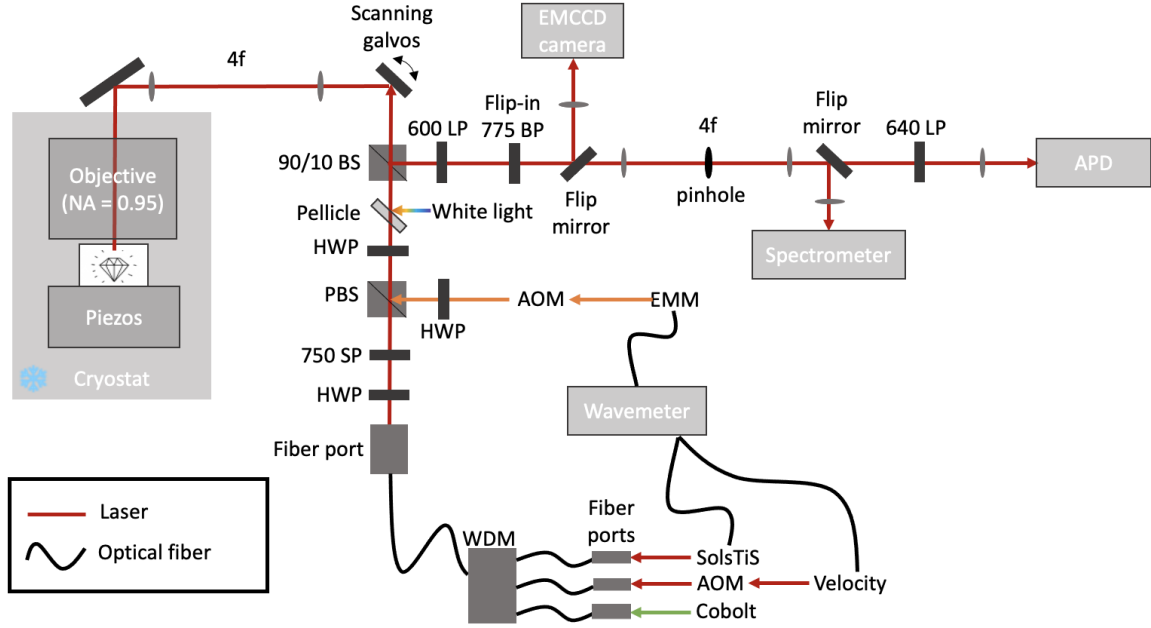 Scanning
galvos
4f
EMCCD
camera
Flip-in
775 BP
600 LP
4f
Flip
mirror
640 LP
90/10 BS
APD
Objective
(NA = 0.95)
pinhole
Pellicle
White light
Flip
mirror
HWP
Spectrometer
PBS
AOM
EMM
Piezos
HWP
750 SP
Cryostat
HWP
Wavemeter
Fiber port
Laser
Optical fiber
Fiber
ports
WDM
SolsTiS
AOM
Velocity
Cobolt